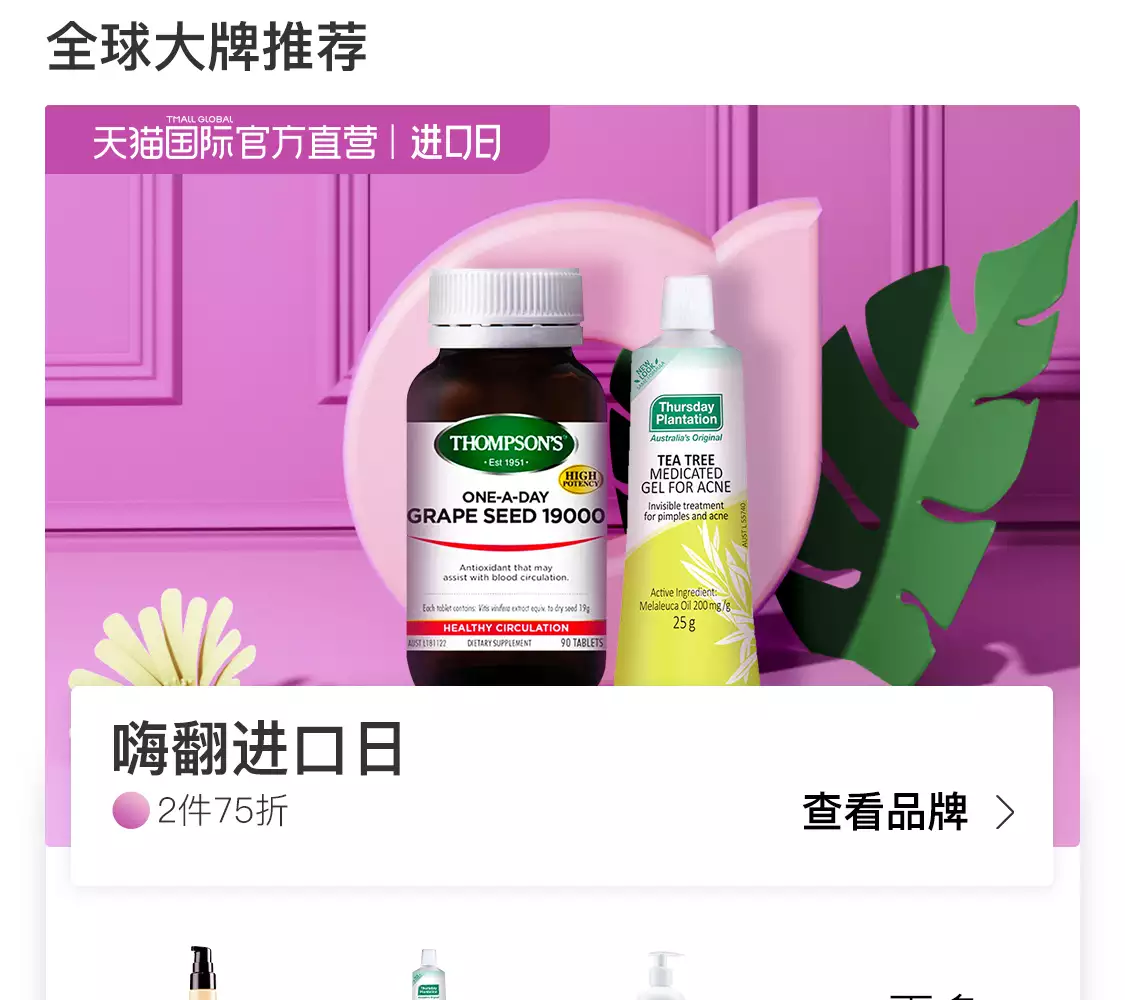 全球大牌推荐
TMALL GLOBAL
天猫国际官方直营 | 进口日
THOMPSON'S
· Est 1951 ·
HIGH
POTENCY
ONE-A-DAY
GRAPE SEED 19000
Antioxidant that may
assist with blood circulation.
Each tablet contains: Vitis vinifera extract equiv. to dry seed 19g
HEALTHY CIRCULATION
AUST L181122 DIETARY SUPPLEMENT 90 TABLETS
NEW
LOOK
Thursday
Plantation
Australia's Original
TEA TREE
MEDICATED
GEL FOR ACNE
Invisible treatment
for pimples and acne
AUST L 55740
Active Ingredient:
Melaleuca Oil 200mg/g
25g
嗨翻进口日
2件75折
查看品牌
Thursday
Plantation